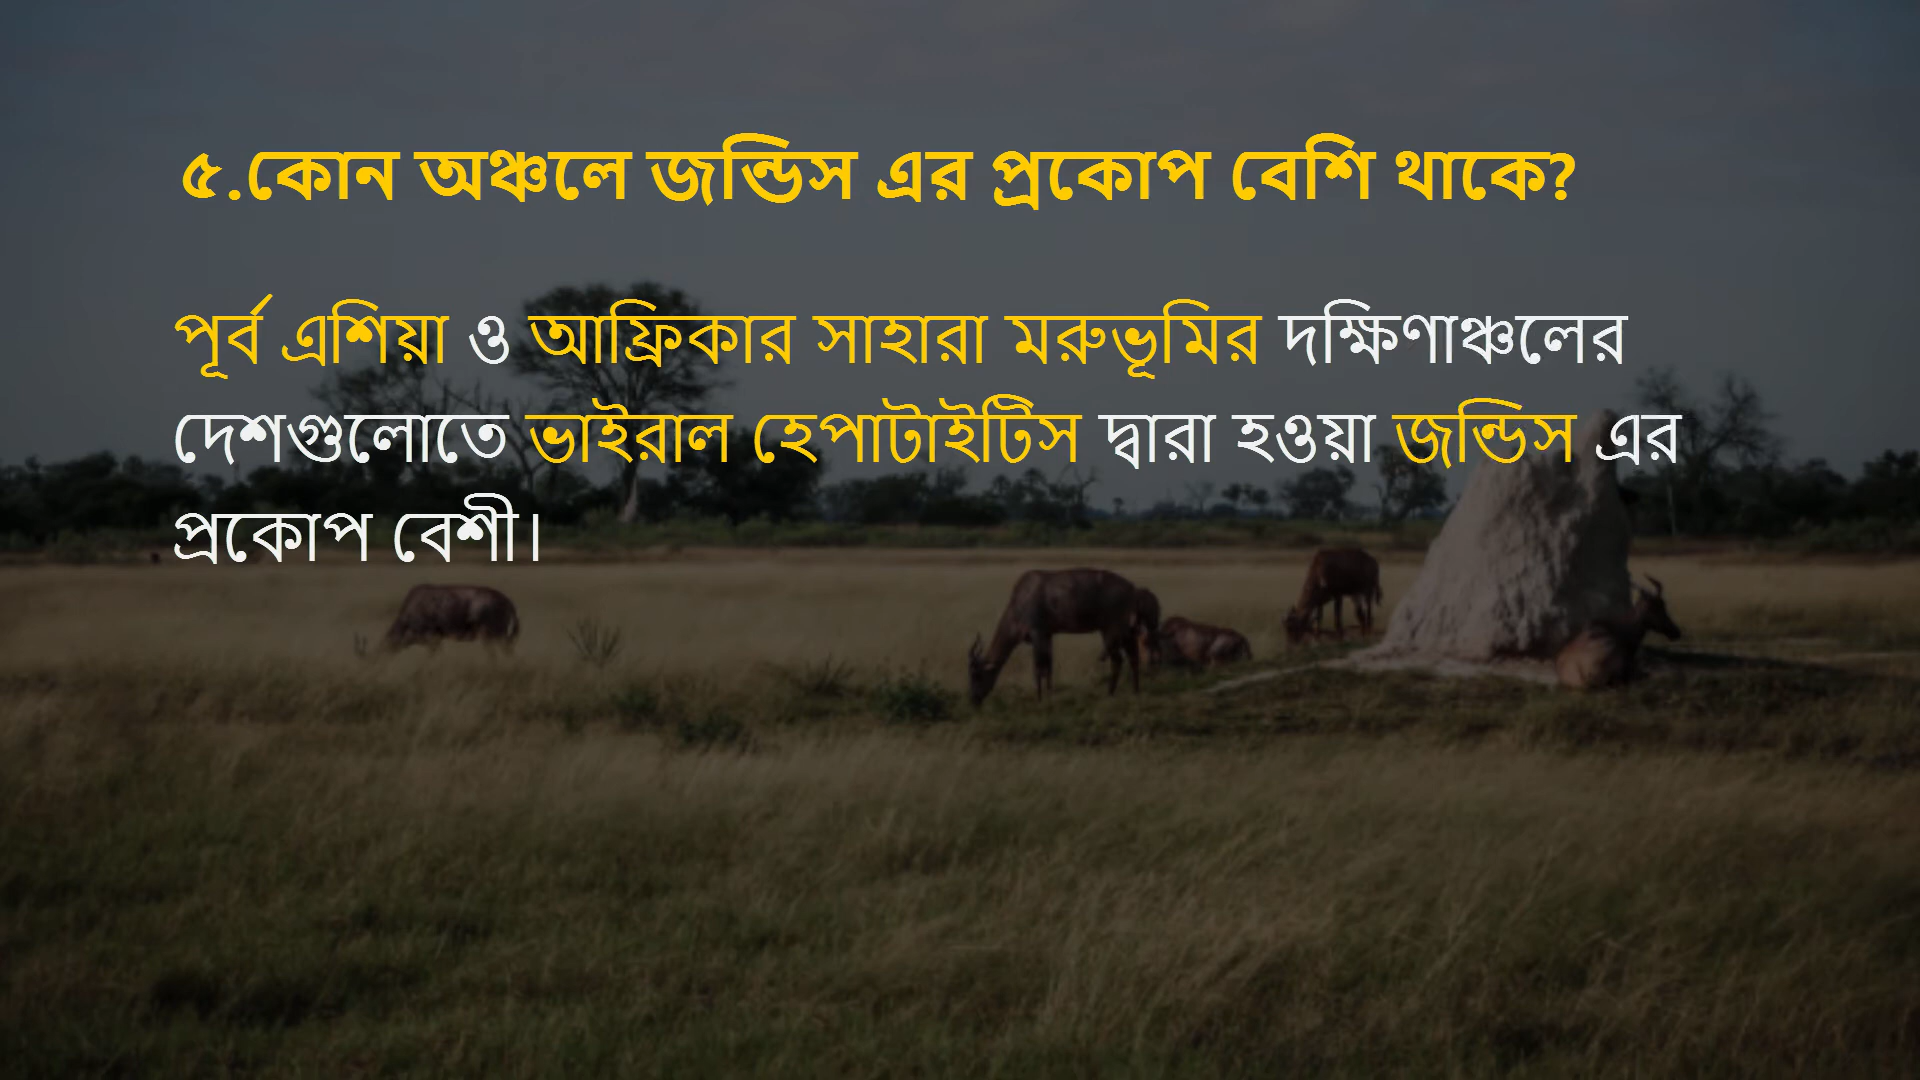 ৫.কোন অঞ্চলে জন্ডিস এর প্রকোপ বেশি থাকে?
পূর্ব এশিয়া ও আফ্রিকার সাহারা মরুভূমির দক্ষিণাঞ্চলের
দেশগুলোতে ভাইরাল হেপাটাইটিস দ্বারা হওয়া জন্ডিস এর
প্রকোপ বেশী।